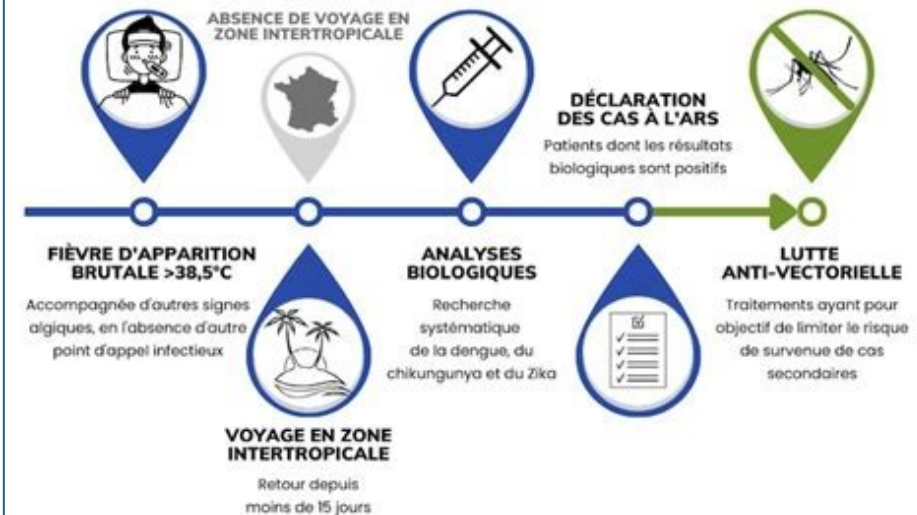 ABSENCE DE VOYAGE EN
ZONE INTERTROPICALE
DÉCLARATION
DES CAS À L'ARS
Patients dont les résultats
biologiques sont positifs
FIÈVRE D'APPARITION
BRUTALE >38,5°C
Accompagnée d'autres signes
algiques, en l'absence d'autre
point d'appel infectieux
VOYAGE EN ZONE
INTERTROPICALE
Retour depuis
moins de 15 jours
ANALYSES
BIOLOGIQUES
Recherche
systématique
de la dengue, du
chikungunya et du Zika
LUTTE
ANTI-VECTORIELLE
Traitements ayant pour
objectif de limiter le risque
de survenue de cas
secondaires